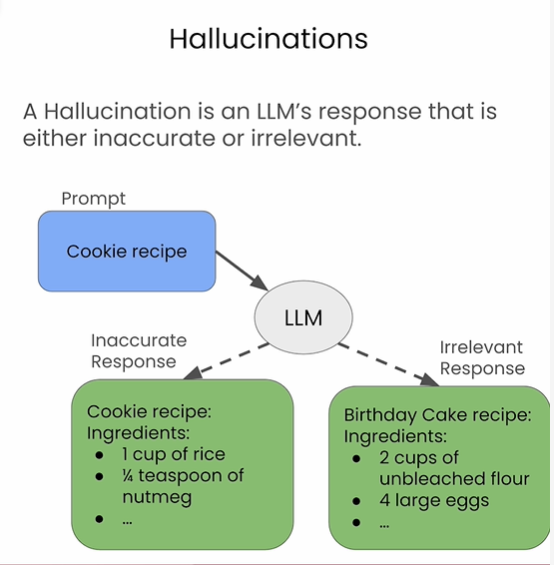 Hallucinations
A Hallucination is an LLM's response that is
either inaccurate or irrelevant.
Prompt
Cookie recipe
LLM
Inaccurate
Response
Irrelevant
Response
Cookie recipe:
Ingredients:
● 1 cup of rice
● ¼ teaspoon of
nutmeg
● ...
Birthday Cake recipe:
Ingredients:
● 2 cups of
unbleached flour
● 4 large eggs
● ...